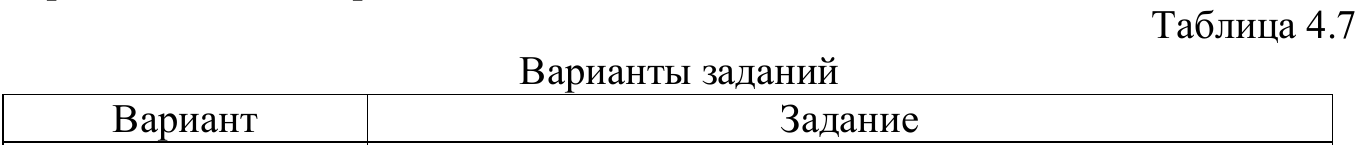 Таблица 4.7
Варианты заданий
Вариант Задание